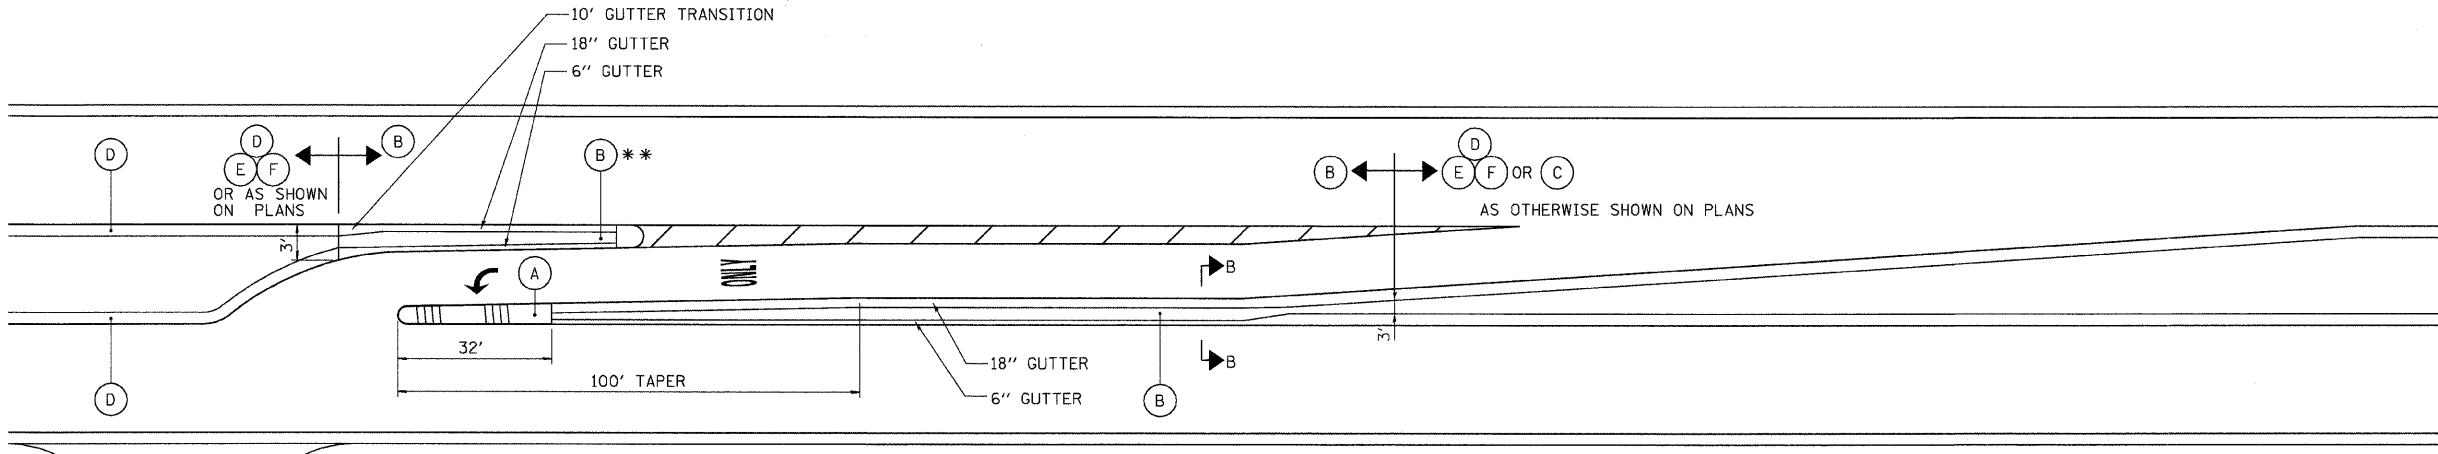 10' GUTTER TRANSITION
18" GUTTER
6" GUTTER
D
D
E F
OR AS SHOWN
ON PLANS
B
B **
B
D
E F OR C
AS OTHERWISE SHOWN ON PLANS
3'
A
ONLY
B
B
3'
32'
100' TAPER
18" GUTTER
6" GUTTER
D
B